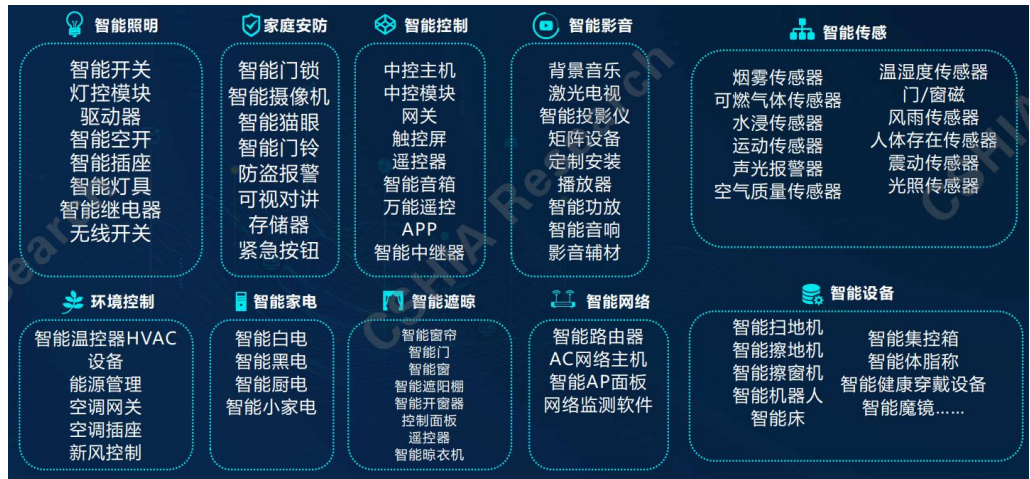 智能照明
智能开关
灯控模块
驱动器
智能空开
智能插座
智能灯具
智能继电器
无线开关
家庭安防
智能门锁
智能摄像机
智能猫眼
智能门铃
防盗报警
可视对讲
存储器
紧急按钮
智能控制
中控主机
中控模块
网关
触控屏
遥控器
智能音箱
万能遥控
APP
智能中继器
智能影音
背景音乐
激光电视
智能投影仪
矩阵设备
定制安装
播放器
智能功放
智能音响
影音辅材
智能传感
烟雾传感器
可燃气体传感器
水浸传感器
运动传感器
声光报警器
空气质量传感器
温湿度传感器
门/窗磁
风雨传感器
人体存在传感器
震动传感器
光照传感器
环境控制
智能温控器HVAC
设备
能源管理
空调网关
空调插座
新风控制
智能家电
智能白电
智能黑电
智能厨电
智能小家电
智能遮晾
智能窗帘
智能门
智能窗
智能遮阳棚
智能开窗器
控制面板
遥控器
智能晾衣机
智能网络
智能路由器
AC网络主机
智能AP面板
网络监测软件
智能设备
智能扫地机
智能擦地机
智能擦窗机
智能机器人
智能床
智能集控箱
智能体脂称
智能健康穿戴设备
智能魔镜……
CSHIA Research